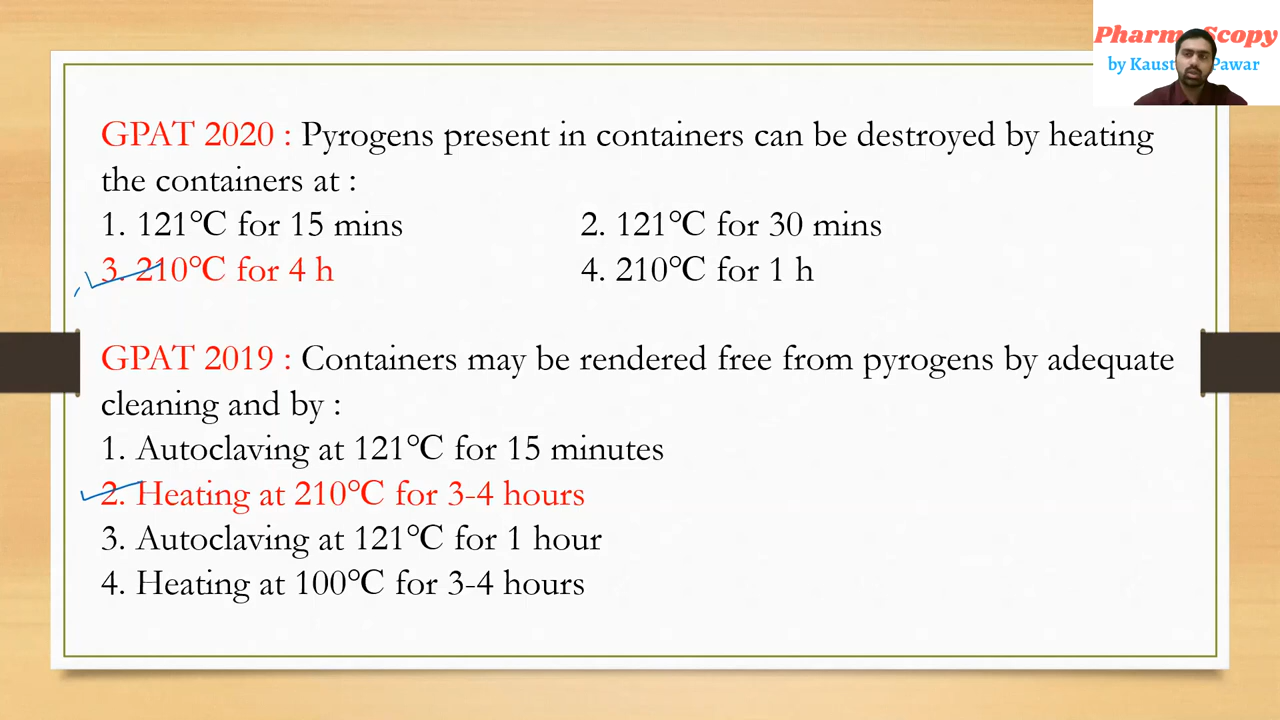 Pharm Scopy
by Kaust Pawar
GPAT 2020 : Pyrogens present in containers can be destroyed by heating
the containers at :
1. 121°C for 15 mins 2. 121°C for 30 mins
3. 210°C for 4 h 4. 210°C for 1 h
GPAT 2019 : Containers may be rendered free from pyrogens by adequate
cleaning and by :
1. Autoclaving at 121°C for 15 minutes
2. Heating at 210°C for 3-4 hours
3. Autoclaving at 121°C for 1 hour
4. Heating at 100°C for 3-4 hours